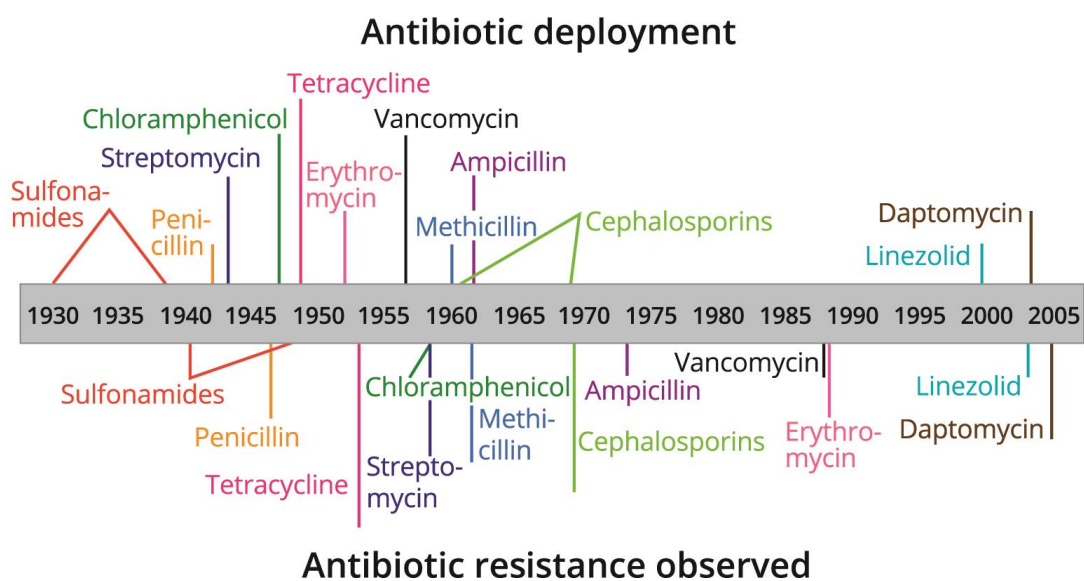 Antibiotic deployment
Tetracycline
Chloramphenicol
Vancomycin
Streptomycin
Ampicillin
Erythro-
mycin
Sulfona-
mides
Peni-
cillin
Methicillin
Cephalosporins
Daptomycin
Linezolid
1930 1935 1940 1945 1950 1955 1960 1965 1970 1975 1980 1985 1990 1995 2000 2005
Sulfonamides
Chloramphenicol
Ampicillin
Vancomycin
Linezolid
Penicillin
Methi-
cillin
Cephalosporins
Erythro-
mycin
Daptomycin
Tetracycline
Strepto-
mycin
Antibiotic resistance observed